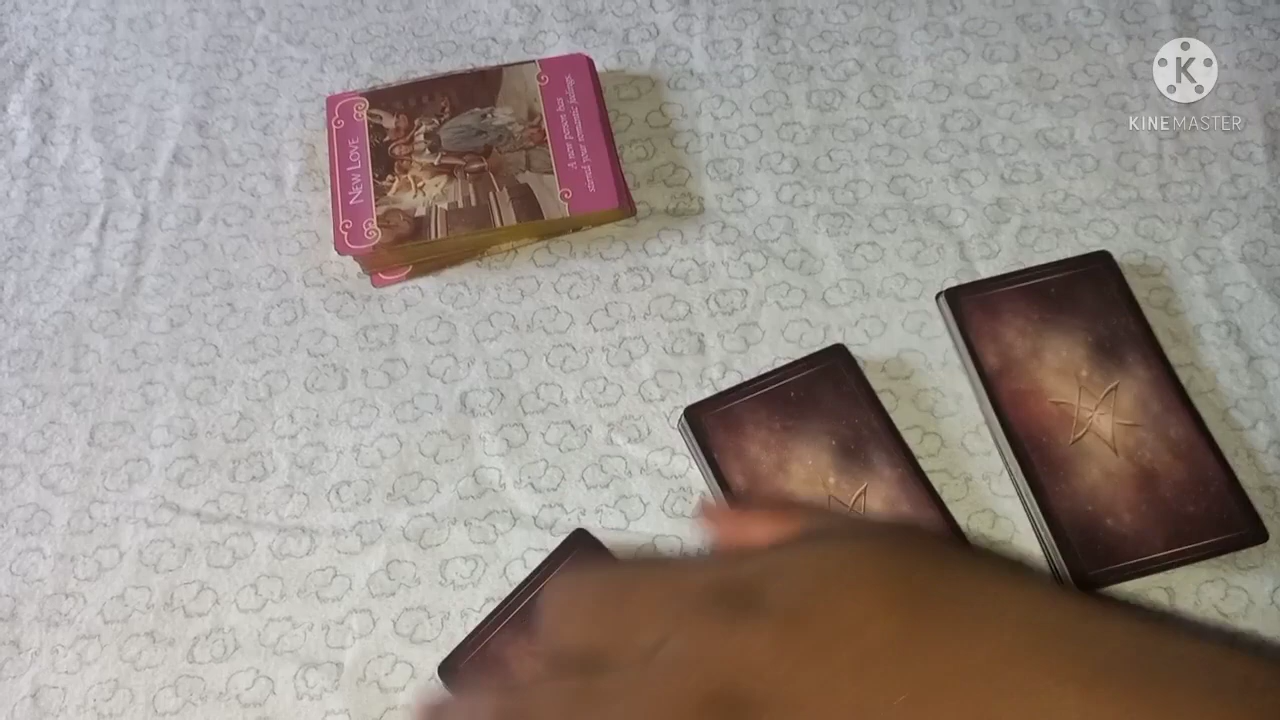 NEW LOVE
A new person has
stirred your romantic feelings.
K
KINEMASTER